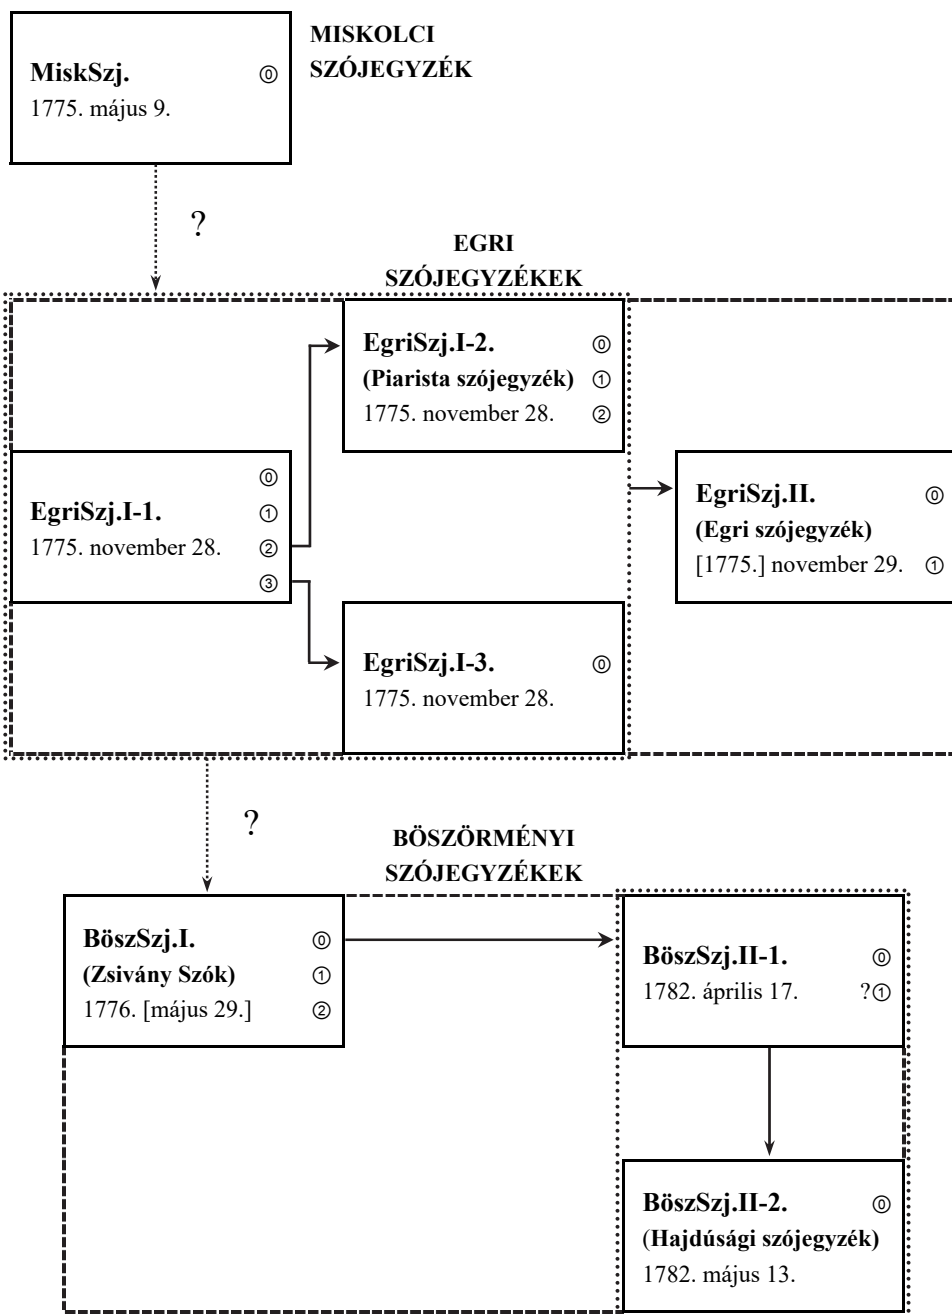 MISKOLCI
SZÓJEGYZÉK
MiskSzj. ⓪
1775. május 9.
?
EGRI
SZÓJEGYZÉKEK
EgriSzj.I-2. ⓪
(Piarista szójegyzék) ①
1775. november 28. ②
⓪
EgriSzj.I-1. ①
1775. november 28. ②
③
EgriSzj.II. ⓪
(Egri szójegyzék)
[1775.] november 29. ①
EgriSzj.I-3. ⓪
1775. november 28.
?
BÖSZÖRMÉNYI
SZÓJEGYZÉKEK
BöszSzj.I. ⓪
(Zsivány Szók) ①
1776. [május 29.] ②
BöszSzj.II-1. ⓪
1782. április 17. ?①
BöszSzj.II-2. ⓪
(Hajdúsági szójegyzék)
1782. május 13.